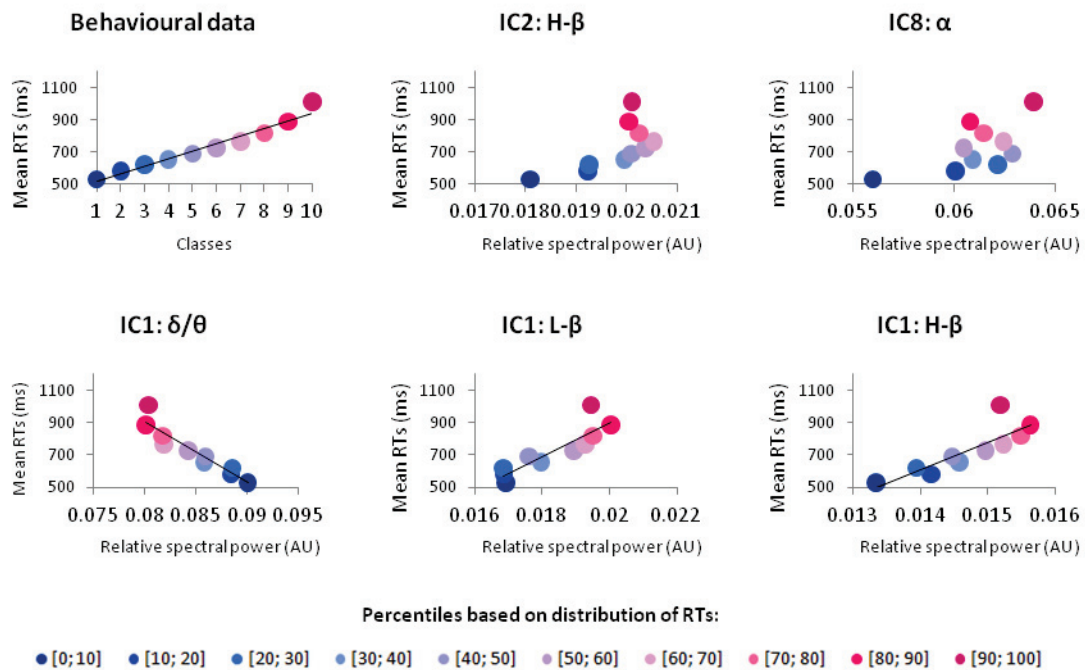 Behavioural data
IC2: H-β
IC8: α
Mean RTs (ms)
1100
900
700
500
1 2 3 4 5 6 7 8 9 10
Classes
Mean RTs (ms)
1100
900
700
500
0.017 0.018 0.019 0.02 0.021
Relative spectral power (AU)
mean RTs (ms)
1100
900
700
500
0.055 0.06 0.065
Relative spectral power (AU)
IC1: δ/θ
IC1: L-β
IC1: H-β
Mean RTs (ms)
1100
900
700
500
0.075 0.08 0.085 0.09 0.095
Relative spectral power (AU)
Mean RTs (ms)
1100
900
700
500
0.016 0.018 0.02 0.022
Relative spectral power (AU)
Mean RTs (ms)
1100
900
700
500
0.013 0.014 0.015 0.016
Relative spectral power (AU)
Percentiles based on distribution of RTs:
[0; 10] [10; 20] [20; 30] [30; 40] [40; 50] [50; 60] [60; 70] [70; 80] [80; 90] [90; 100]